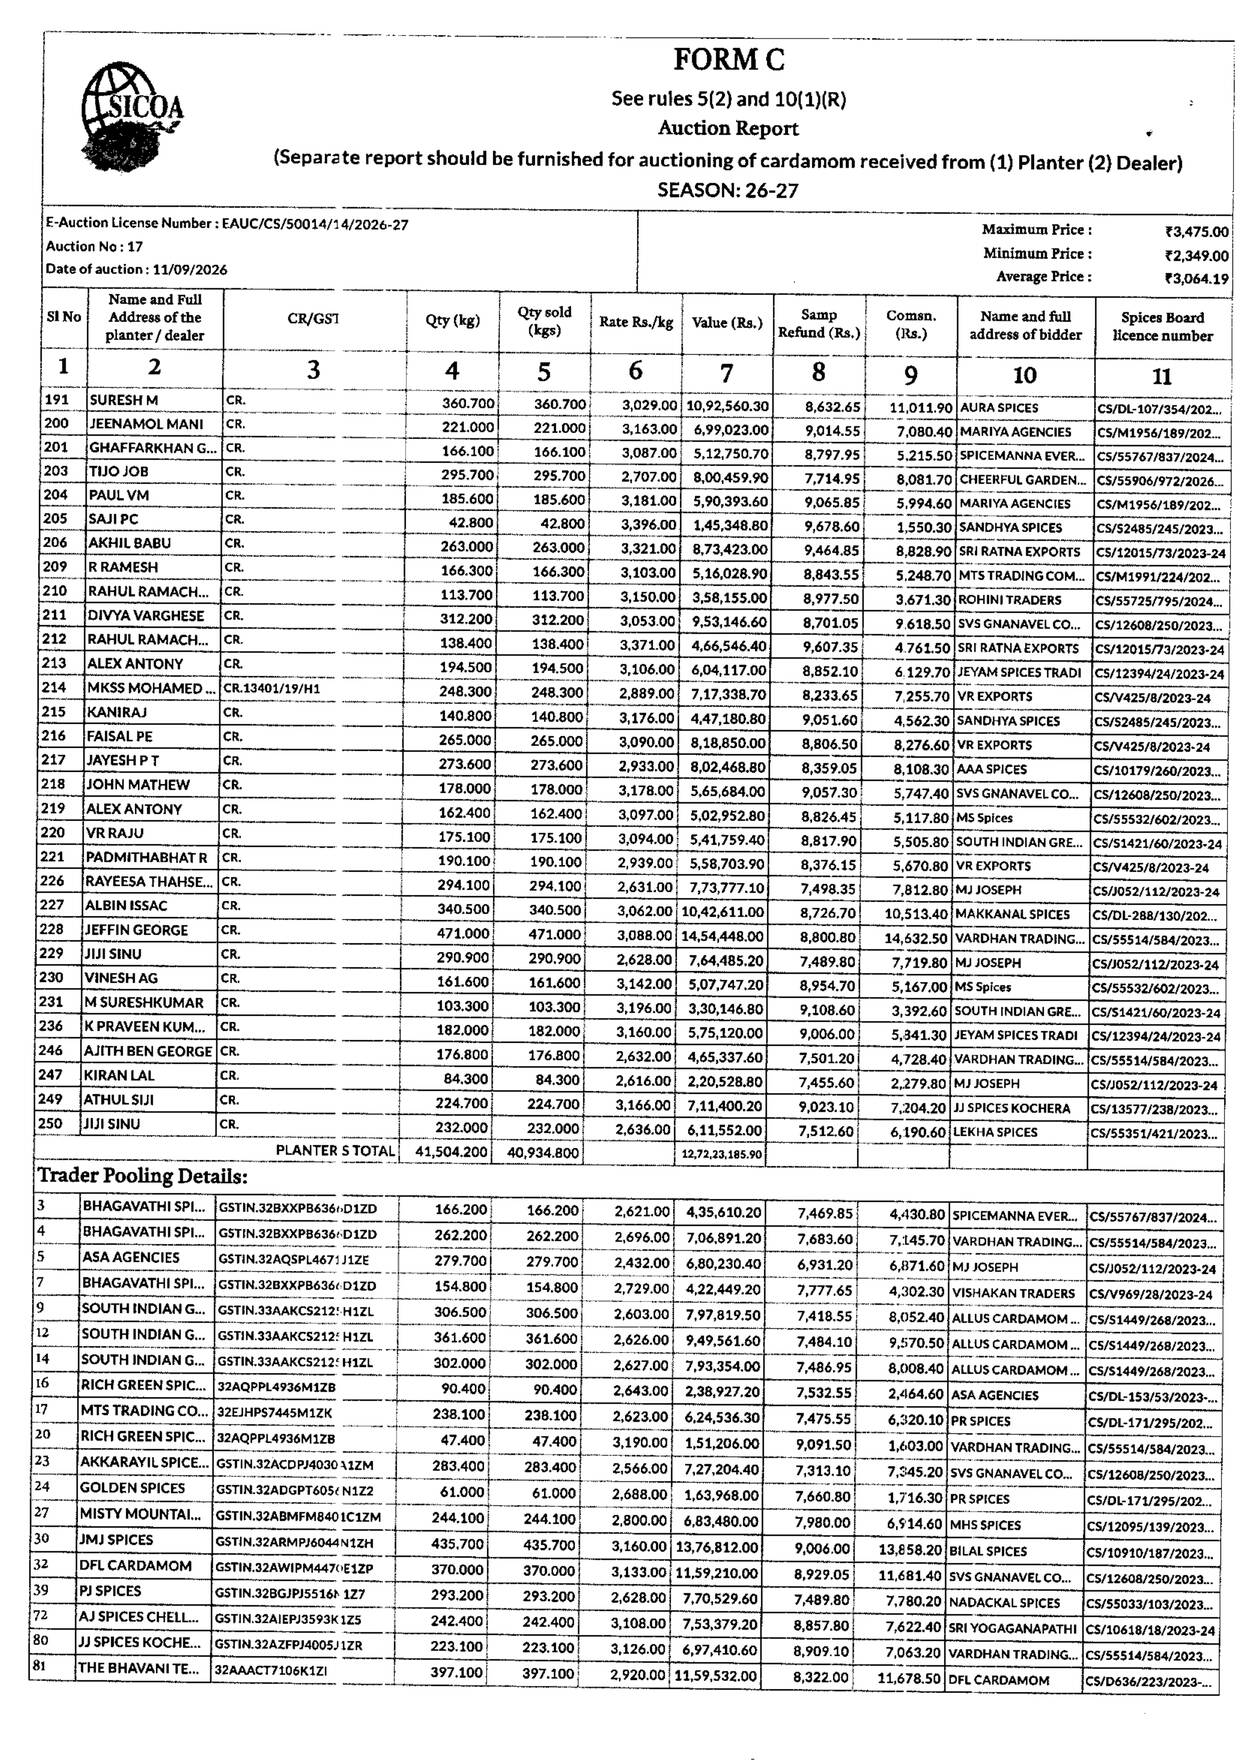 SICOA
FORM C
See rules 5(2) and 10(1)(R)
Auction Report
(Separate report should be furnished for auctioning of cardamom received from (1) Planter (2) Dealer)
SEASON: 26-27
E-Auction License Number : EAUC/CS/50014/14/2026-27
Auction No : 17
Date of auction : 11/09/2026
Maximum Price : ₹3,475.00
Minimum Price : ₹2,349.00
Average Price : ₹3,064.19
Sl No Name and Full Address of the planter / dealer CR/GST Qty (kg) Qty sold (kgs) Rate Rs./kg Value (Rs.) Samp Refund (Rs.) Comsn. (Rs.) Name and full address of bidder Spices Board licence number
1 2 3 4 5 6 7 8 9 10 11
191 SURESH M CR. 360.700 360.700 3,029.00 10,92,560.30 8,632.65 11,011.90 AURA SPICES CS/DL-107/354/202...
200 JEENAMOL MANI CR. 221.000 221.000 3,163.00 6,99,023.00 9,014.55 7,080.40 MARIYA AGENCIES CS/M1956/189/202...
201 GHAFFARKHAN G... CR. 166.100 166.100 3,087.00 5,12,750.70 8,797.95 5,215.50 SPICEMANNA EVER... CS/55767/837/2024...
203 TIJO JOB CR. 295.700 295.700 2,707.00 8,00,459.90 7,714.95 8,081.70 CHEERFUL GARDEN... CS/55906/972/2026...
204 PAUL VM CR. 185.600 185.600 3,181.00 5,90,393.60 9,065.85 5,994.60 MARIYA AGENCIES CS/M1956/189/202...
205 SAJI PC CR. 42.800 42.800 3,396.00 1,45,348.80 9,678.60 1,550.30 SANDHYA SPICES CS/S2485/245/2023...
206 AKHIL BABU CR. 263.000 263.000 3,321.00 8,73,423.00 9,464.85 8,828.90 SRI RATNA EXPORTS CS/12015/73/2023-24
209 R RAMESH CR. 166.300 166.300 3,103.00 5,16,028.90 8,843.55 5,248.70 MTS TRADING COM... CS/M1991/224/202...
210 RAHUL RAMACH... CR. 113.700 113.700 3,150.00 3,58,155.00 8,977.50 3,671.30 ROHINI TRADERS CS/55725/795/2024...
211 DIVYA VARGHESE CR. 312.200 312.200 3,053.00 9,53,146.60 8,701.05 9,618.50 SVS GNANAVEL CO... CS/12608/250/2023...
212 RAHUL RAMACH... CR. 138.400 138.400 3,371.00 4,66,546.40 9,607.35 4,761.50 SRI RATNA EXPORTS CS/12015/73/2023-24
213 ALEX ANTONY CR. 194.500 194.500 3,106.00 6,04,117.00 8,852.10 6,129.70 JEYAM SPICES TRADI CS/12394/24/2023-24
214 MKSS MOHAMED ... CR.13401/19/H1 248.300 248.300 2,889.00 7,17,338.70 8,233.65 7,255.70 VR EXPORTS CS/V425/8/2023-24
215 KANIRAJ CR. 140.800 140.800 3,176.00 4,47,180.80 9,051.60 4,562.30 SANDHYA SPICES CS/S2485/245/2023...
216 FAISAL PE CR. 265.000 265.000 3,090.00 8,18,850.00 8,806.50 8,276.60 VR EXPORTS CS/V425/8/2023-24
217 JAYESH P T CR. 273.600 273.600 2,933.00 8,02,468.80 8,359.05 8,108.30 AAA SPICES CS/10179/260/2023...
218 JOHN MATHEW CR. 178.000 178.000 3,178.00 5,65,684.00 9,057.30 5,747.40 SVS GNANAVEL CO... CS/12608/250/2023...
219 ALEX ANTONY CR. 162.400 162.400 3,097.00 5,02,952.80 8,826.45 5,117.80 MS Spices CS/55532/602/2023...
220 VR RAJU CR. 175.100 175.100 3,094.00 5,41,759.40 8,817.90 5,505.80 SOUTH INDIAN GRE... CS/S1421/60/2023-24
221 PADMITHABHAT R CR. 190.100 190.100 2,939.00 5,58,703.90 8,376.15 5,670.80 VR EXPORTS CS/V425/8/2023-24
226 RAYEESA THAHSE... CR. 294.100 294.100 2,631.00 7,73,777.10 7,498.35 7,812.80 MJ JOSEPH CS/J052/112/2023-24
227 ALBIN ISSAC CR. 340.500 340.500 3,062.00 10,42,611.00 8,726.70 10,513.40 MAKKANAL SPICES CS/DL-288/130/202...
228 JEFFIN GEORGE CR. 471.000 471.000 3,088.00 14,54,448.00 8,800.80 14,632.50 VARDHAN TRADING... CS/55514/584/2023...
229 JIJI SINU CR. 290.900 290.900 2,628.00 7,64,485.20 7,489.80 7,719.80 MJ JOSEPH CS/J052/112/2023-24
230 VINESH AG CR. 161.600 161.600 3,142.00 5,07,747.20 8,954.70 5,167.00 MS Spices CS/55532/602/2023...
231 M SURESHKUMAR CR. 103.300 103.300 3,196.00 3,30,146.80 9,108.60 3,392.60 SOUTH INDIAN GRE... CS/S1421/60/2023-24
236 K PRAVEEN KUM... CR. 182.000 182.000 3,160.00 5,75,120.00 9,006.00 5,841.30 JEYAM SPICES TRADI CS/12394/24/2023-24
246 AJITH BEN GEORGE CR. 176.800 176.800 2,632.00 4,65,337.60 7,501.20 4,728.40 VARDHAN TRADING... CS/55514/584/2023...
247 KIRAN LAL CR. 84.300 84.300 2,616.00 2,20,528.80 7,455.60 2,279.80 MJ JOSEPH CS/J052/112/2023-24
249 ATHUL SIJI CR. 224.700 224.700 3,166.00 7,11,400.20 9,023.10 7,204.20 JJ SPICES KOCHERA CS/13577/238/2023...
250 JIJI SINU CR. 232.000 232.000 2,636.00 6,11,552.00 7,512.60 6,190.60 LEKHA SPICES CS/55351/421/2023...
PLANTER S TOTAL 41,504.200 40,934.800 12,72,23,185.90
Trader Pooling Details:
3 BHAGAVATHI SPI... 166.200 166.200 2,621.00 4,35,610.20 7,469.85 4,430.80 SPICEMANNA EVER... CS/55767/837/2024...
4 BHAGAVATHI SPI... 262.200 262.200 2,696.00 7,06,891.20 7,683.60 7,145.70 VARDHAN TRADING... CS/55514/584/2023...
5 ASA AGENCIES GSTIN.32AQSPL4671J1ZE 279.700 279.700 2,432.00 6,80,230.40 6,931.20 6,871.60 MJ JOSEPH CS/J052/112/2023-24
7 BHAGAVATHI SPI... 154.800 154.800 2,729.00 4,22,449.20 7,777.65 4,302.30 VISHAKAN TRADERS CS/V969/28/2023-24
9 SOUTH INDIAN G... 306.500 306.500 2,603.00 7,97,819.50 7,418.55 8,052.40 ALLUS CARDAMOM ... CS/S1449/268/2023...
12 SOUTH INDIAN G... 361.600 361.600 2,626.00 9,49,561.60 7,484.10 9,570.50 ALLUS CARDAMOM ... CS/S1449/268/2023...
14 SOUTH INDIAN G... 302.000 302.000 2,627.00 7,93,354.00 7,486.95 8,008.40 ALLUS CARDAMOM ... CS/S1449/268/2023...
16 RICH GREEN SPIC... 32AQPPL4936M1ZB 90.400 90.400 2,643.00 2,38,927.20 7,532.55 2,464.60 ASA AGENCIES CS/DL-153/53/2023-...
17 MTS TRADING CO... 32EJHPS7445M1ZK 238.100 238.100 2,623.00 6,24,536.30 7,475.55 6,320.10 PR SPICES CS/DL-171/295/202...
20 RICH GREEN SPIC... 32AQPPL4936M1ZB 47.400 47.400 3,190.00 1,51,206.00 9,091.50 1,603.00 VARDHAN TRADING... CS/55514/584/2023...
23 AKKARAYIL SPICE... 283.400 283.400 2,566.00 7,27,204.40 7,313.10 7,345.20 SVS GNANAVEL CO... CS/12608/250/2023...
24 GOLDEN SPICES 61.000 61.000 2,688.00 1,63,968.00 7,660.80 1,716.30 PR SPICES CS/DL-171/295/202...
27 MISTY MOUNTAI... GSTIN.32ABMFM8401C1ZM 244.100 244.100 2,800.00 6,83,480.00 7,980.00 6,914.60 MHS SPICES CS/12095/139/2023...
30 JMJ SPICES GSTIN.32ARMPJ6044N1ZH 435.700 435.700 3,160.00 13,76,812.00 9,006.00 13,858.20 BILAL SPICES CS/10910/187/2023...
32 DFL CARDAMOM 370.000 370.000 3,133.00 11,59,210.00 8,929.05 11,681.40 SVS GNANAVEL CO... CS/12608/250/2023...
39 PJ SPICES 293.200 293.200 2,628.00 7,70,529.60 7,489.80 7,780.20 NADACKAL SPICES CS/55033/103/2023...
72 AJ SPICES CHELL... GSTIN.32AIEPJ3593K1Z5 242.400 242.400 3,108.00 7,53,379.20 8,857.80 7,622.40 SRI YOGAGANAPATHI CS/10618/18/2023-24
80 JJ SPICES KOCHE... GSTIN.32AZFPJ4005J1ZR 223.100 223.100 3,126.00 6,97,410.60 8,909.10 7,063.20 VARDHAN TRADING... CS/55514/584/2023...
81 THE BHAVANI TE... 32AAACT7106K1ZI 397.100 397.100 2,920.00 11,59,532.00 8,322.00 11,678.50 DFL CARDAMOM CS/D636/223/2023-...